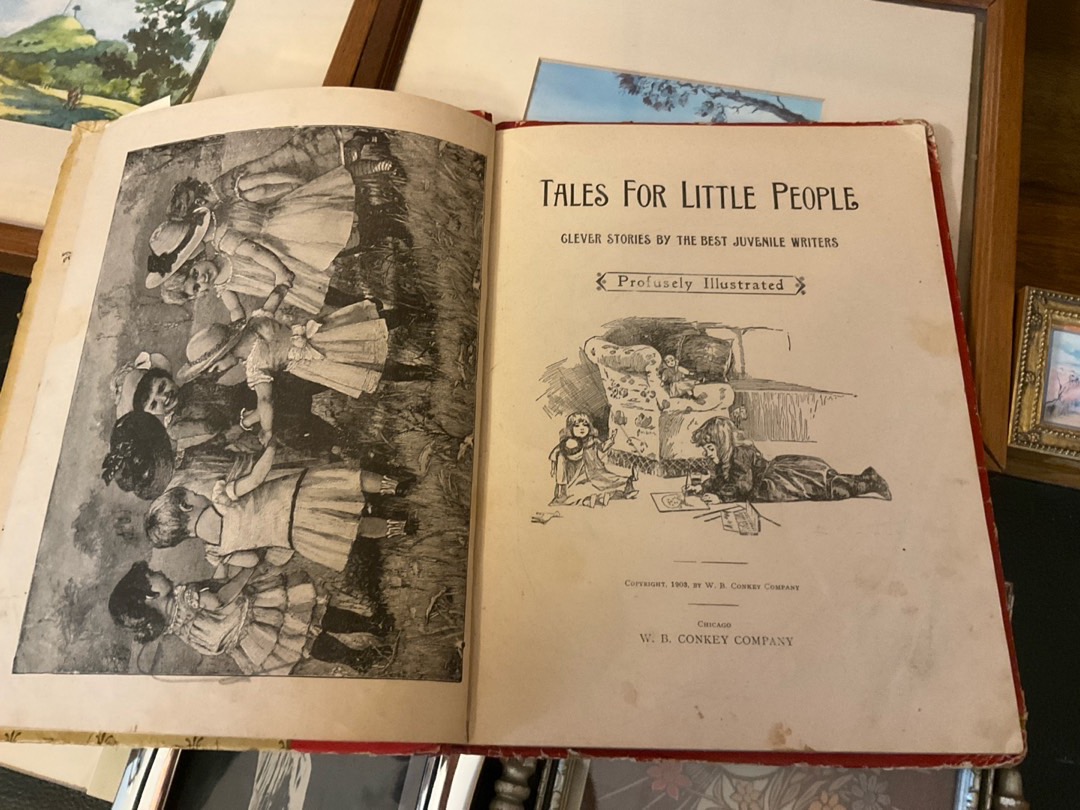 TALES FOR LITTLE PEOPLE
CLEVER STORIES BY THE BEST JUVENILE WRITERS
Profusely Illustrated
COPYRIGHT, 1903, BY W. B. CONKEY COMPANY
CHICAGO
W. B. CONKEY COMPANY